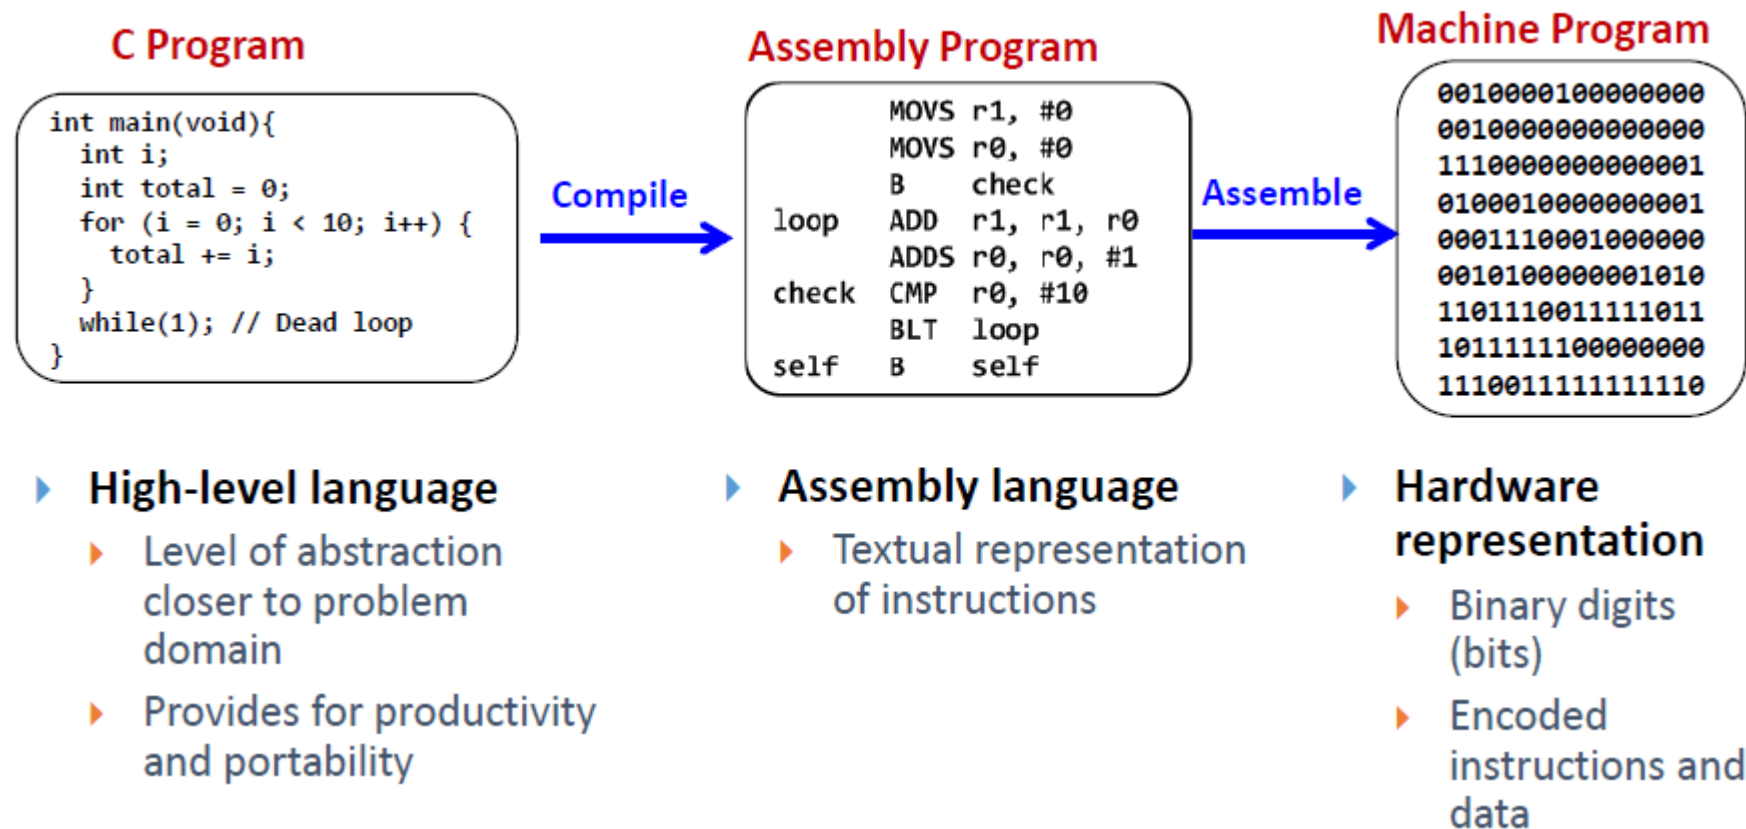 C Program
int main(void){
int i;
int total = 0;
for (i = 0; i < 10; i++) {
total += i;
}
while(1); // Dead loop
}
Compile
Assembly Program
MOVS r1, #0
MOVS r0, #0
B check
loop ADD r1, r1, r0
ADDS r0, r0, #1
check CMP r0, #10
BLT loop
self B self
Assemble
Machine Program
0010000100000000
0010000000000000
1110000000000001
0100010000000001
0001110001000000
0010100000001010
1101110011111011
1011111100000000
1110011111111110
High-level language
Level of abstraction
closer to problem
domain
Provides for productivity
and portability
Assembly language
Textual representation
of instructions
Hardware
representation
Binary digits
(bits)
Encoded
instructions and
data